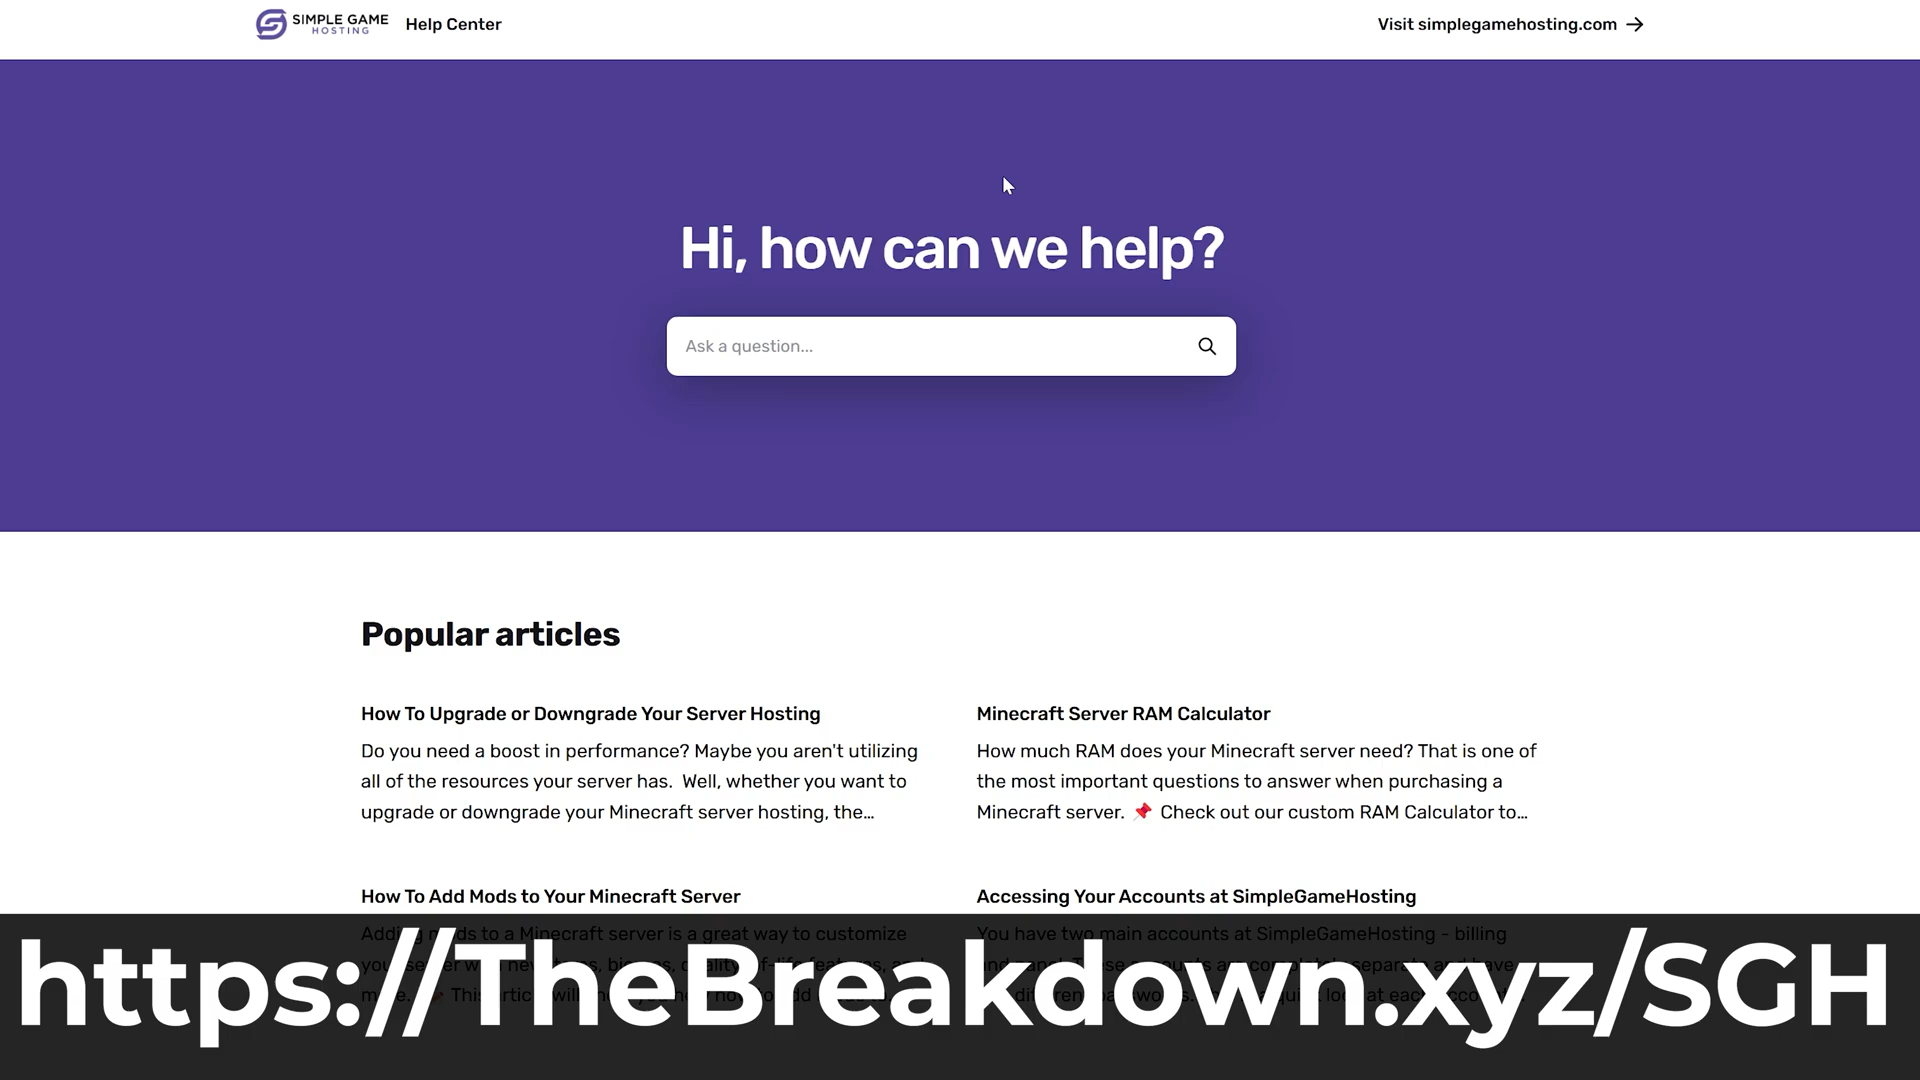 SIMPLE GAME
HOSTING
Help Center
Visit simplegamehosting.com
Hi, how can we help?
Ask a question...
Popular articles
How To Upgrade or Downgrade Your Server Hosting
Do you need a boost in performance? Maybe you aren't utilizing
all of the resources your server has. Well, whether you want to
upgrade or downgrade your Minecraft server hosting, the...
Minecraft Server RAM Calculator
How much RAM does your Minecraft server need? That is one of
the most important questions to answer when purchasing a
Minecraft server. 📌 Check out our custom RAM Calculator to...
How To Add Mods to Your Minecraft Server
Adding mods to a Minecraft server is a great way to customize
Accessing Your Accounts at SimpleGameHosting
You have two main accounts at SimpleGameHosting - billing
https://TheBreakdown.xyz/SGH